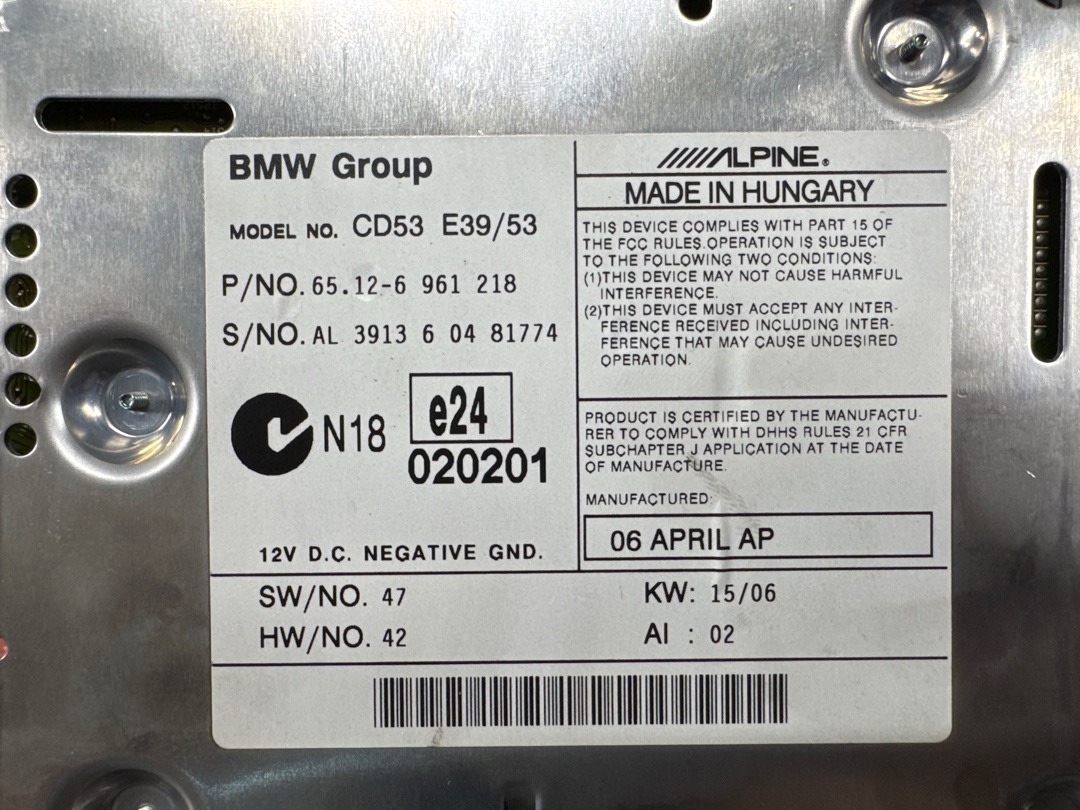 BMW Group
MODEL NO. CD53 E39/53
P/NO. 65.12-6 961 218
S/NO. AL 3913 6 04 81774
N18
e24
020201
12V D.C. NEGATIVE GND.
ALPINE®
MADE IN HUNGARY
THIS DEVICE COMPLIES WITH PART 15 OF
THE FCC RULES.OPERATION IS SUBJECT
TO THE FOLLOWING TWO CONDITIONS:
(1)THIS DEVICE MAY NOT CAUSE HARMFUL
INTERFERENCE.
(2)THIS DEVICE MUST ACCEPT ANY INTER-
FERENCE RECEIVED INCLUDING INTER-
FERENCE THAT MAY CAUSE UNDESIRED
OPERATION.
PRODUCT IS CERTIFIED BY THE MANUFACTU-
RER TO COMPLY WITH DHHS RULES 21 CFR
SUBCHAPTER J APPLICATION AT THE DATE
OF MANUFACTURE.
MANUFACTURED:
06 APRIL AP
SW/NO. 47
KW: 15/06
HW/NO. 42
AI : 02